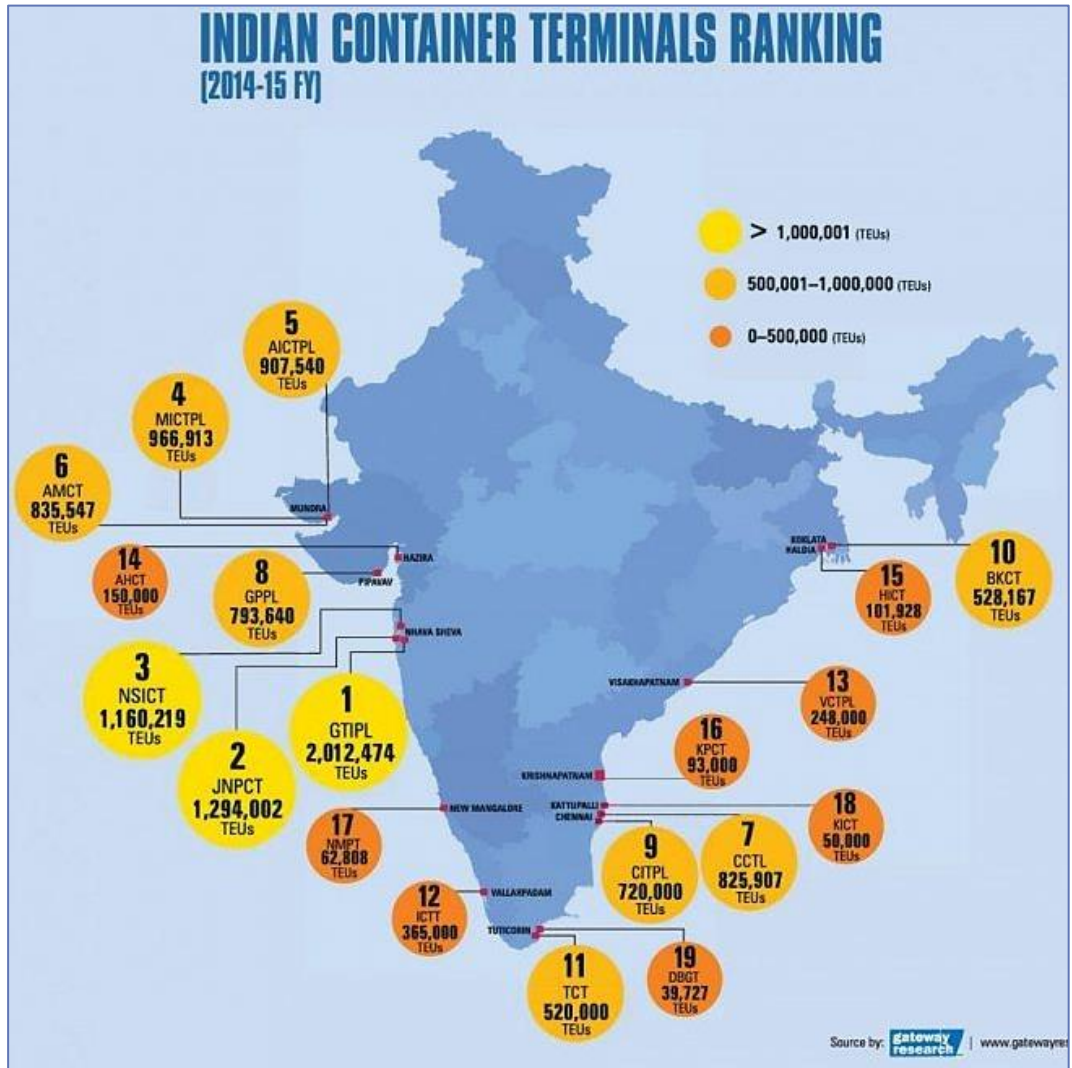 INDIAN CONTAINER TERMINALS RANKING
(2014-15 FY)
> 1,000,001 (TEUs)
500,001–1,000,000 (TEUs)
0–500,000 (TEUs)
5
AICTPL
907,540
TEUs
4
MICTPL
966,913
TEUs
6
AMCT
835,547
TEUs
MUNDRA
14
AHCT
150,000
TEUs
HAZIRA
PIPAVAV
8
GPPL
793,640
TEUs
NHAVA SHEVA
3
NSICT
1,160,219
TEUs
2
JNPCT
1,294,002
TEUs
1
GTIPL
2,012,474
TEUs
KOKLATA
HALDIA
10
BKCT
528,167
TEUs
15
HICT
101,928
TEUs
VISAKHAPATNAM
13
VCTPL
248,000
TEUs
16
KPCT
93,000
TEUs
KRISHNAPATNAM
KATTUPALLI
CHENNAI
18
KICT
50,000
TEUs
7
CCTL
825,907
TEUs
9
CITPL
720,000
TEUs
NEW MANGALORE
17
NMPT
62,808
TEUs
VALLARPADAM
12
ICTT
365,000
TEUs
TUTICORIN
11
TCT
520,000
TEUs
19
DBGT
39,727
TEUs
Source by: gateway research | www.gatewayres